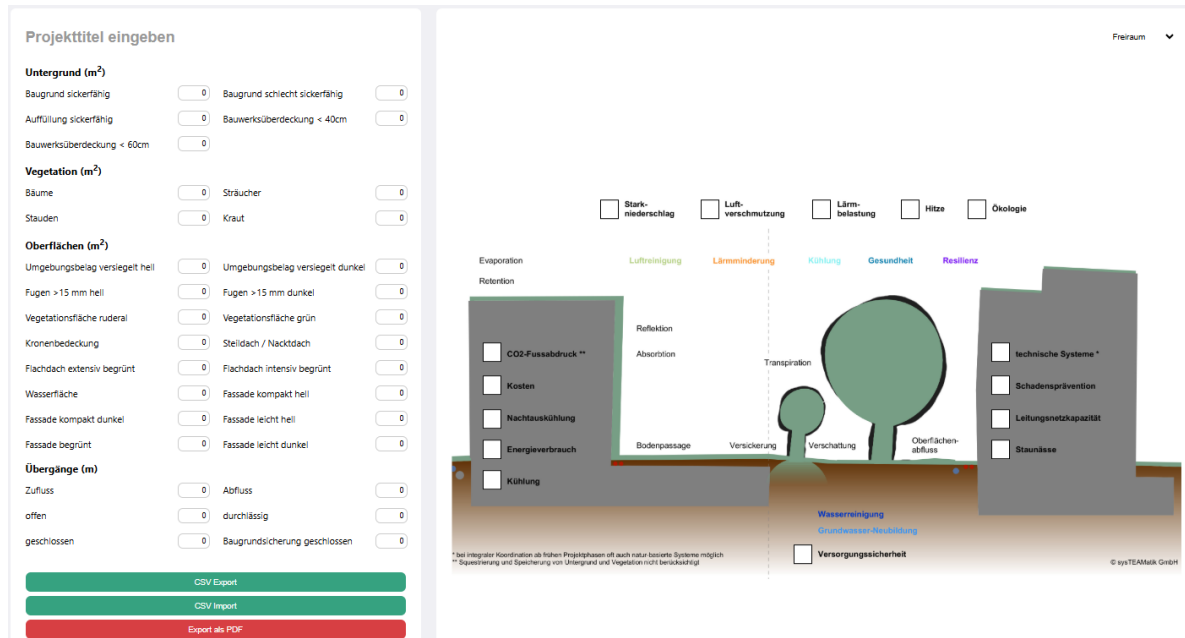 Projekttitel eingeben
Untergrund (m²)
Baugrund sickerfähig 0 Baugrund schlecht sickerfähig 0
Auffüllung sickerfähig 0 Bauwerksüberdeckung < 40cm 0
Bauwerksüberdeckung < 60cm 0
Vegetation (m²)
Bäume 0 Sträucher 0
Stauden 0 Kraut 0
Oberflächen (m²)
Umgebungsbelag versiegelt hell 0 Umgebungsbelag versiegelt dunkel 0
Fugen >15 mm hell 0 Fugen >15 mm dunkel 0
Vegetationsfläche ruderal 0 Vegetationsfläche grün 0
Kronenbedeckung 0 Steildach / Nacktdach 0
Flachdach extensiv begrünt 0 Flachdach intensiv begrünt 0
Wasserfläche 0 Fassade kompakt hell 0
Fassade kompakt dunkel 0 Fassade leicht hell 0
Fassade begrünt 0 Fassade leicht dunkel 0
Übergänge (m)
Zufluss 0 Abfluss 0
offen 0 durchlässig 0
geschlossen 0 Baugrundsicherung geschlossen 0
CSV Export
CSV Import
Export als PDF
Freiraum
Stark-
niederschlag
Luft-
verschmutzung
Lärm-
belastung
Hitze
Ökologie
Evaporation
Retention
Luftreinigung Lärmminderung Kühlung Gesundheit Resilienz
Reflektion
Absorbtion
Transpiration
CO2-Fussabdruck **
Kosten
Nachtauskühlung
Energieverbrauch
Kühlung
Bodenpassage Versickerung Verschattung
Oberflächen-
abfluss
technische Systeme *
Schadensprävention
Leitungsnetzkapazität
Staunässe
Wasserreinigung
Grundwasser-Neubildung
Versorgungssicherheit
* bei integraler Koordination ab frühen Projektphasen oft auch natur-basierte Systeme möglich
** Squestrierung und Speicherung von Untergrund und Vegetation nicht berücksichtigt
© sysTEAMatik GmbH